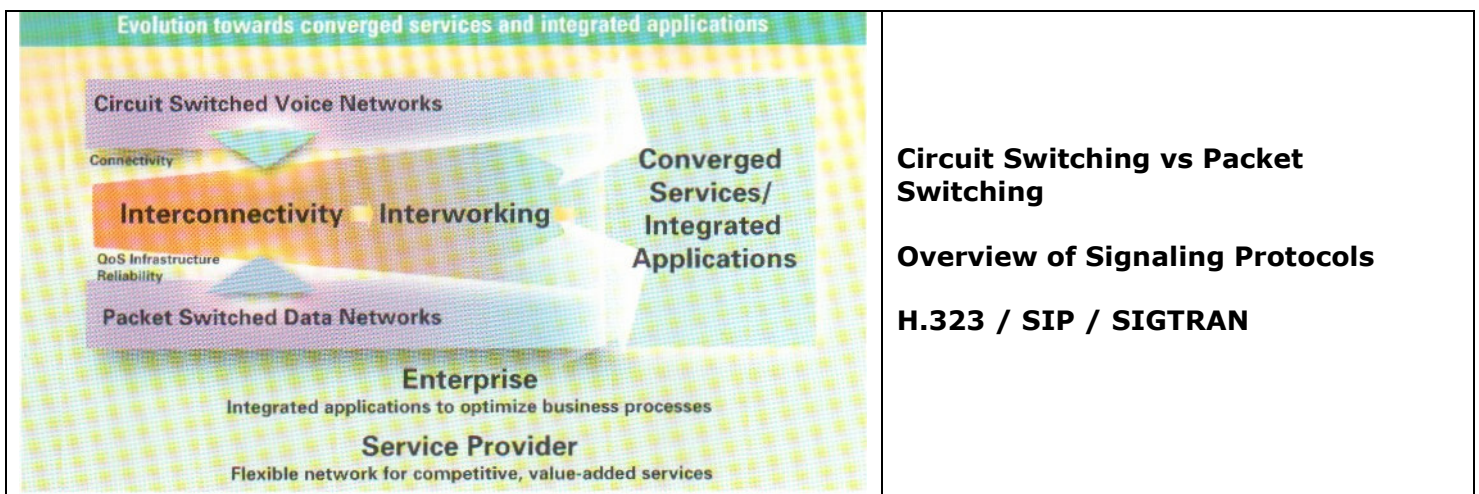 Evolution towards converged services and integrated applications
Circuit Switched Voice Networks
Connectivity
Interconnectivity
Interworking
QoS Infrastructure
Reliability
Packet Switched Data Networks
Converged
Services/
Integrated
Applications
Enterprise
Integrated applications to optimize business processes
Service Provider
Flexible network for competitive, value-added services
Circuit Switching vs Packet
Switching
Overview of Signaling Protocols
H.323 / SIP / SIGTRAN